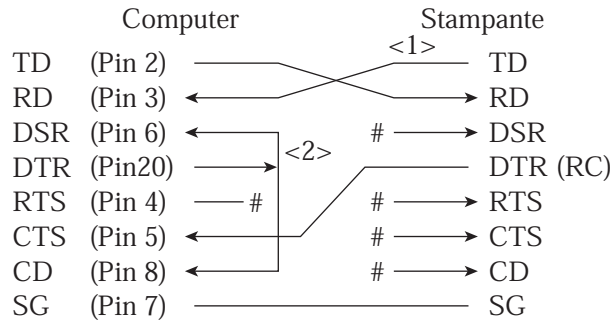 Computer Stampante
<1>
TD (Pin 2) TD
RD (Pin 3) RD
DSR (Pin 6) # DSR
DTR (Pin20) <2> DTR (RC)
RTS (Pin 4) # # RTS
CTS (Pin 5) # CTS
CD (Pin 8) # CD
SG (Pin 7) SG